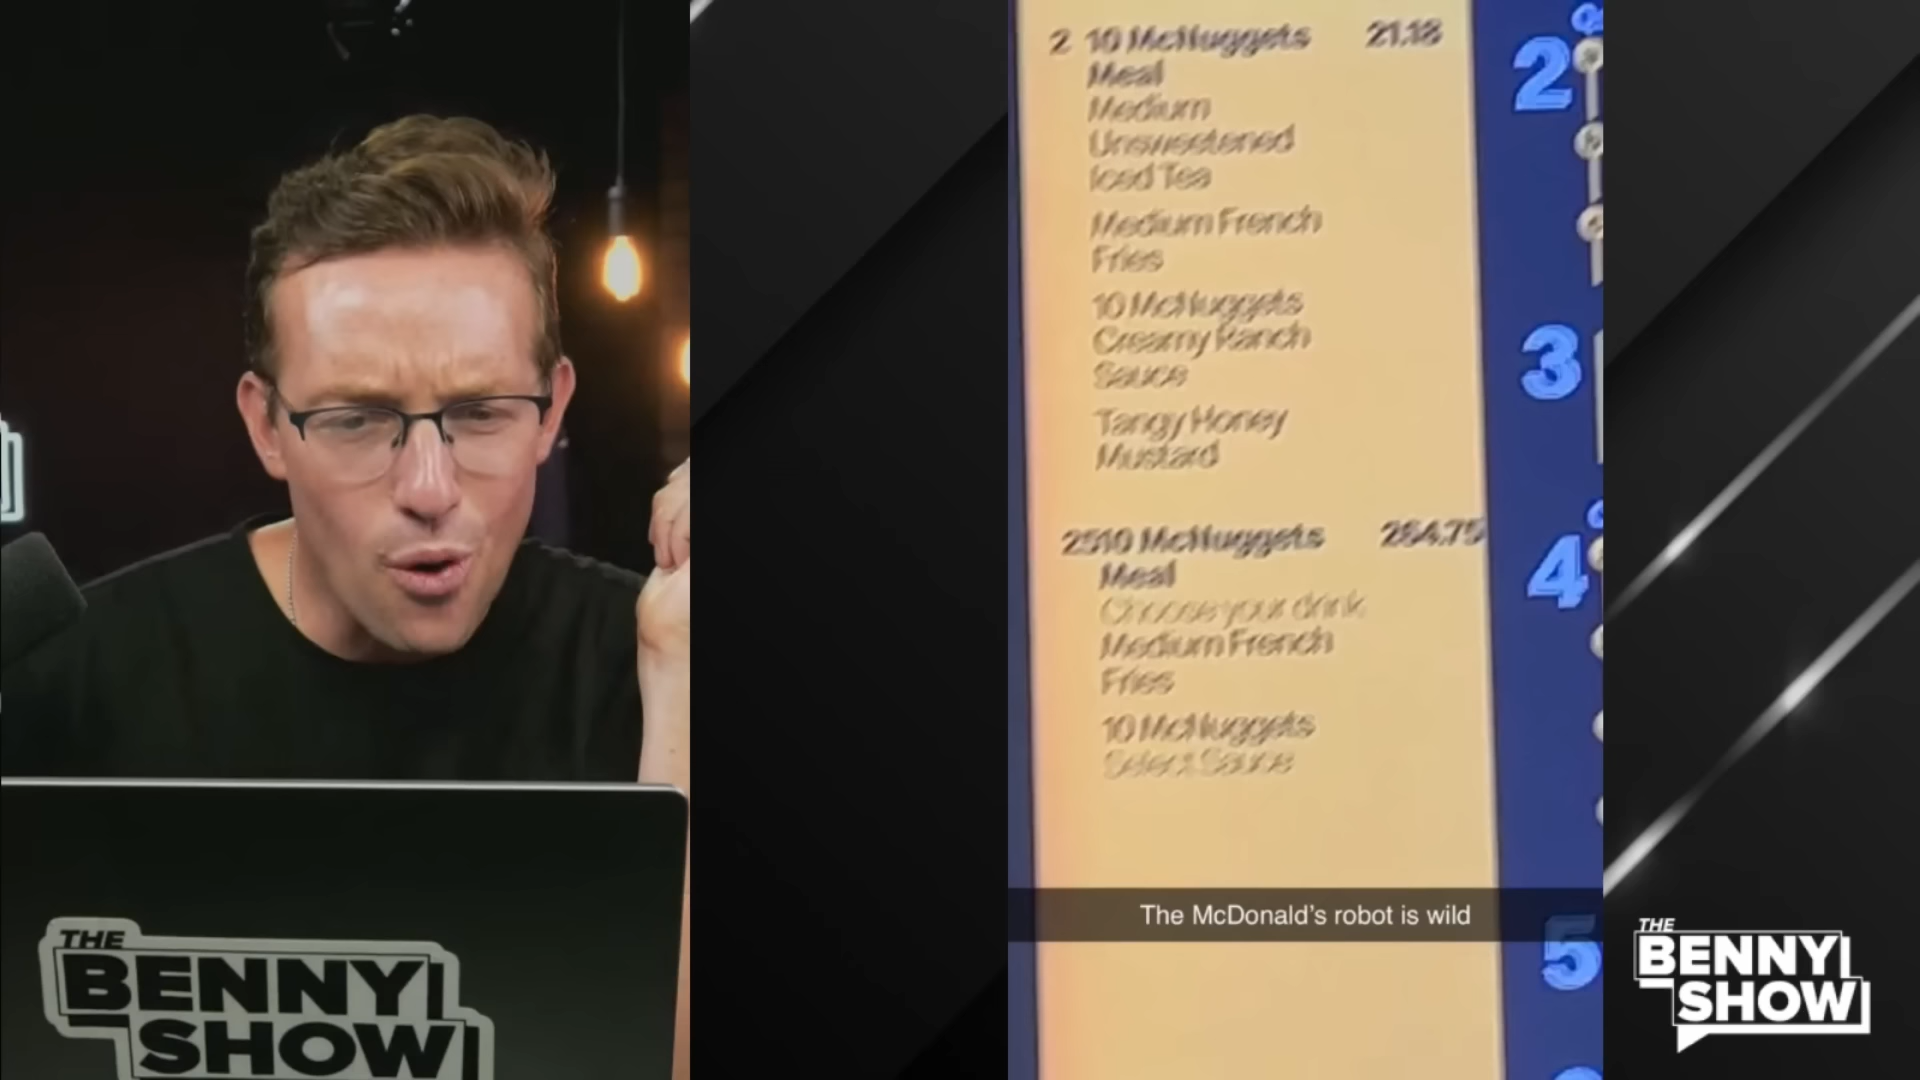 2 10 McNuggets 21.18
Meal
Medium
Unsweetened
Iced Tea
Medium French
Fries
10 McNuggets
Creamy Ranch
Sauce
Tangy Honey
Mustard
2510 McNuggets 264.75
Meal
Choose your drink
Medium French
Fries
10 McNuggets
Select Sauce
The McDonald's robot is wild
2
3
4
5
THE
BENNY
SHOW
THE
BENNY
SHOW